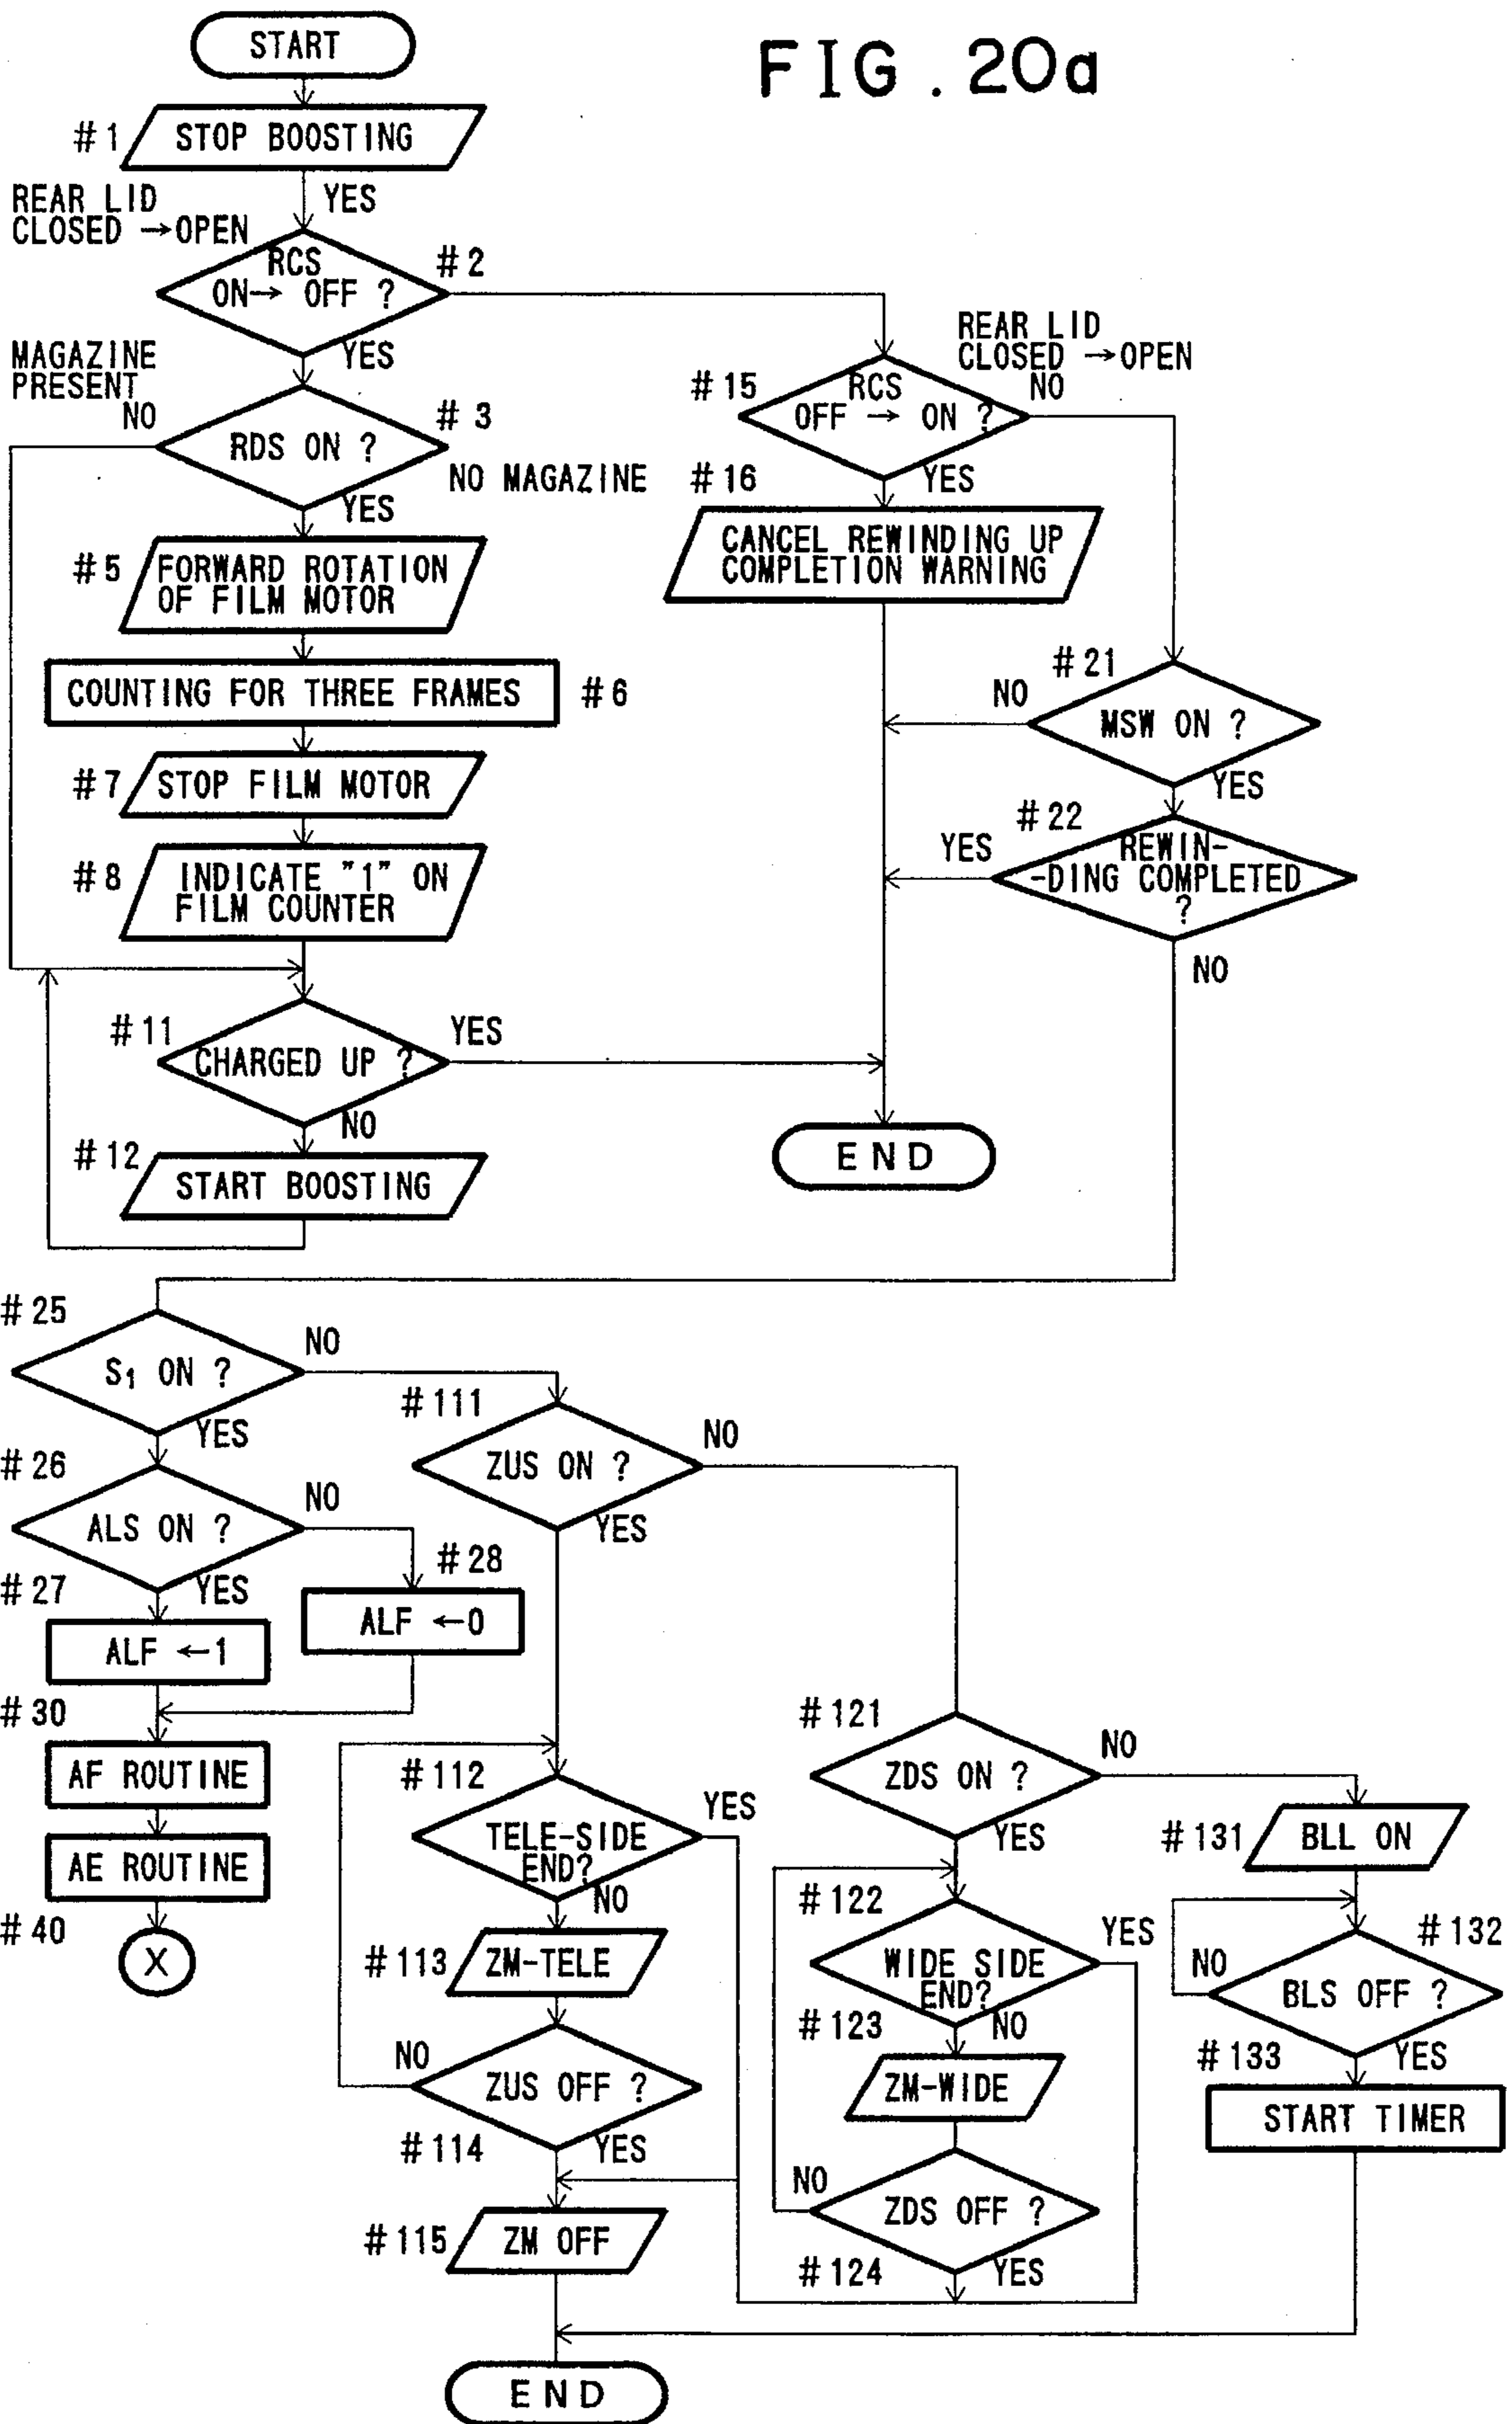 FIG. 20a
START
#1
STOP BOOSTING
YES
REAR LID
CLOSED →OPEN
RCS
ON→ OFF ?
#2
YES
MAGAZINE
PRESENT
NO
RDS ON ?
#3
NO MAGAZINE
YES
#5
FORWARD ROTATION
OF FILM MOTOR
COUNTING FOR THREE FRAMES
#6
#7
STOP FILM MOTOR
#8
INDICATE "1" ON
FILM COUNTER
#11
CHARGED UP ?
YES
NO
#12
START BOOSTING
REAR LID
CLOSED →OPEN
#15
RCS
OFF → ON ?
NO
#16
YES
CANCEL REWINDING UP
COMPLETION WARNING
#21
NO
MSW ON ?
YES
#22
YES
REWIN-
-DING COMPLETED
?
NO
END
#25
S1 ON ?
NO
YES
#26
ALS ON ?
NO
#27
YES
ALF ←1
#28
ALF ←0
#30
AF ROUTINE
AE ROUTINE
#40
X
#111
ZUS ON ?
NO
YES
#112
TELE-SIDE
END?
YES
NO
#113
ZM-TELE
NO
ZUS OFF ?
#114
YES
#115
ZM OFF
#121
ZDS ON ?
NO
YES
#122
WIDE SIDE
END?
YES
#123
NO
ZM-WIDE
NO
ZDS OFF ?
#124
YES
#131
BLL ON
#132
NO
BLS OFF ?
#133
YES
START TIMER
END